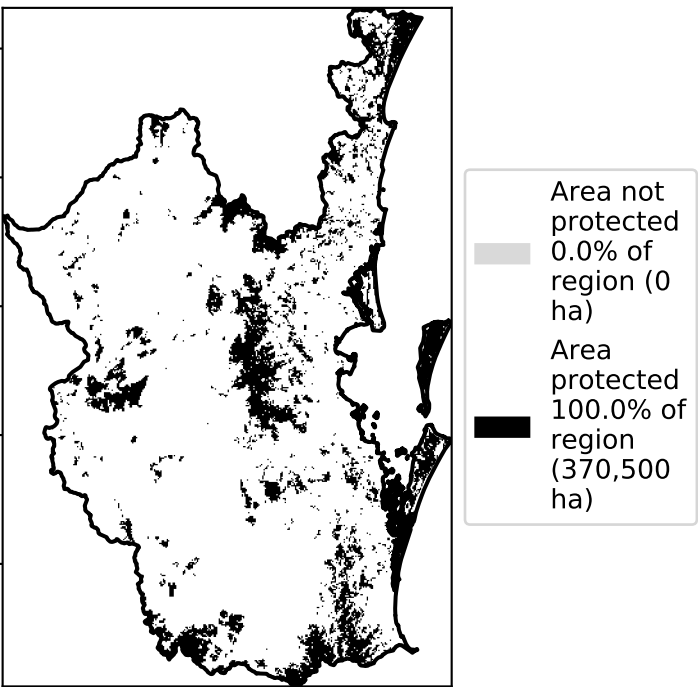 Area not
protected
0.0% of
region (0
ha)
Area
protected
100.0% of
region
(370,500
ha)